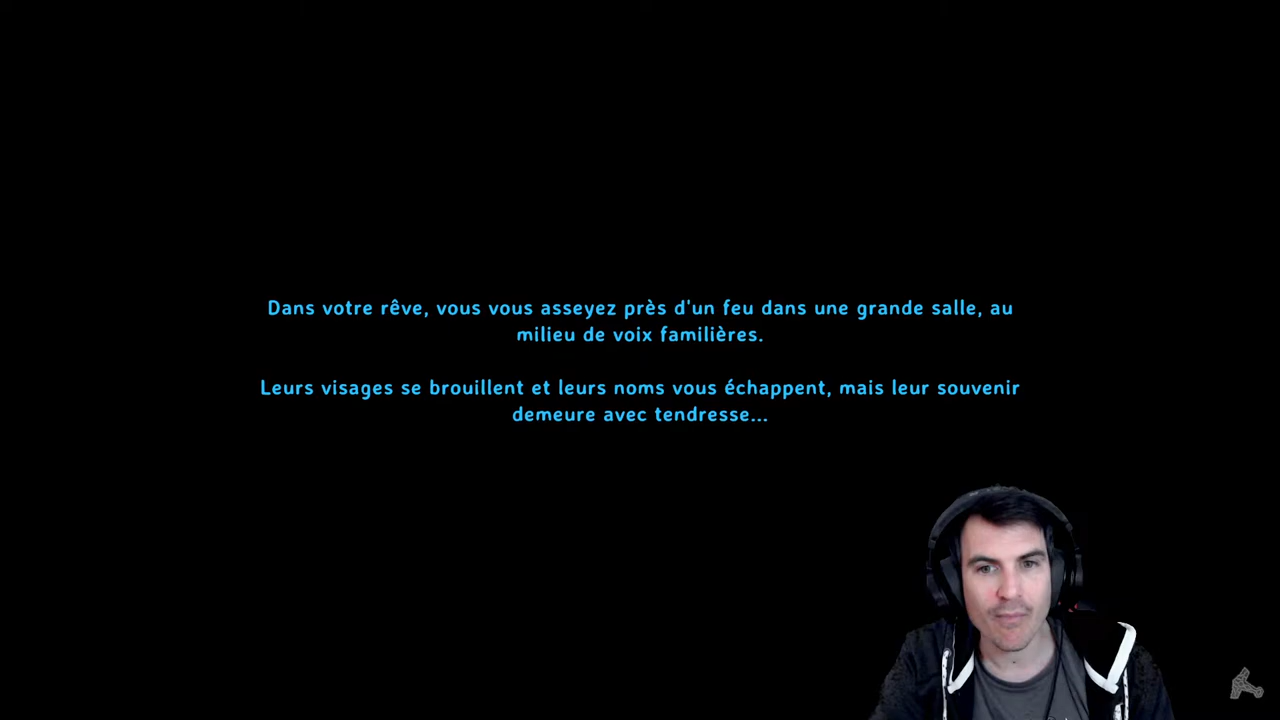 Dans votre rêve, vous vous asseyez près d'un feu dans une grande salle, au
milieu de voix familières.
Leurs visages se brouillent et leurs noms vous échappent, mais leur souvenir
demeure avec tendresse...